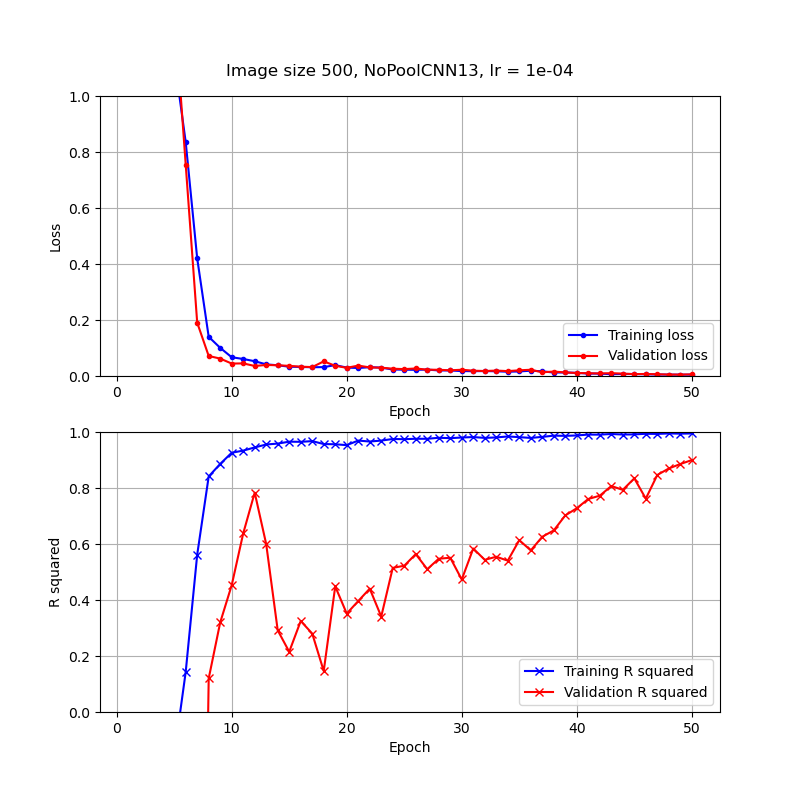 Image size 500, NoPoolCNN13, lr = 1e-04
1.0
0.8
0.6
0.4
0.2
0.0
Loss
Training loss
Validation loss
0 10 20 30 40 50
Epoch
1.0
0.8
0.6
0.4
0.2
0.0
R squared
Training R squared
Validation R squared
0 10 20 30 40 50
Epoch